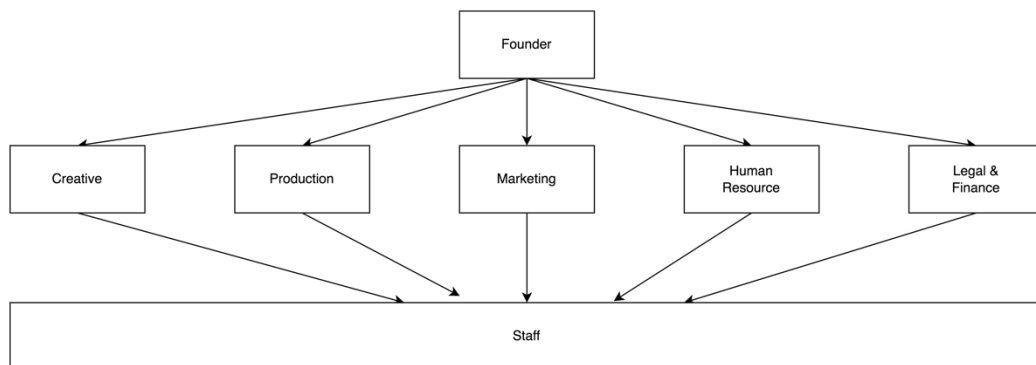 Founder
Creative
Production
Marketing
Human
Resource
Legal &
Finance
Staff